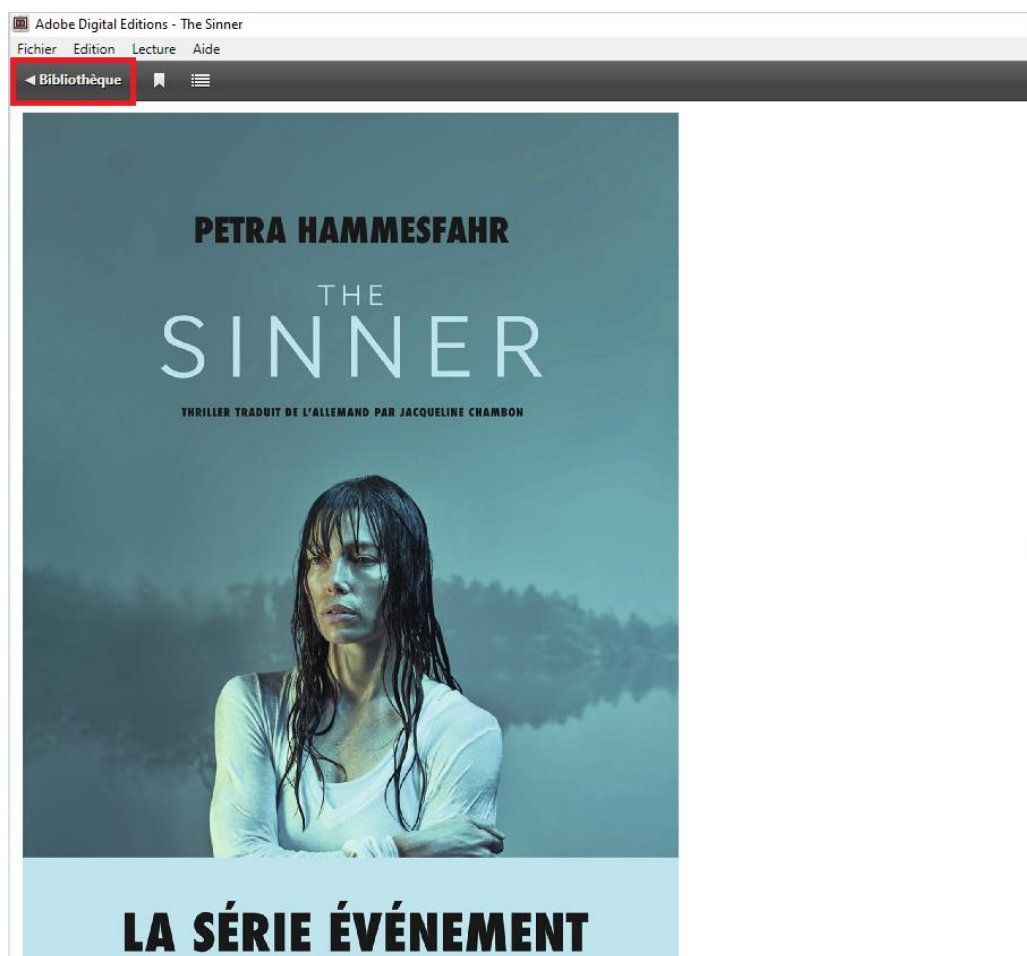 Adobe Digital Editions - The Sinner
Fichier Edition Lecture Aide
Bibliothèque
PETRA HAMMESFAHR
THE
SINNER
THRILLER TRADUIT DE L'ALLEMAND PAR JACQUELINE CHAMBON
LA SÉRIE ÉVÉNEMENT